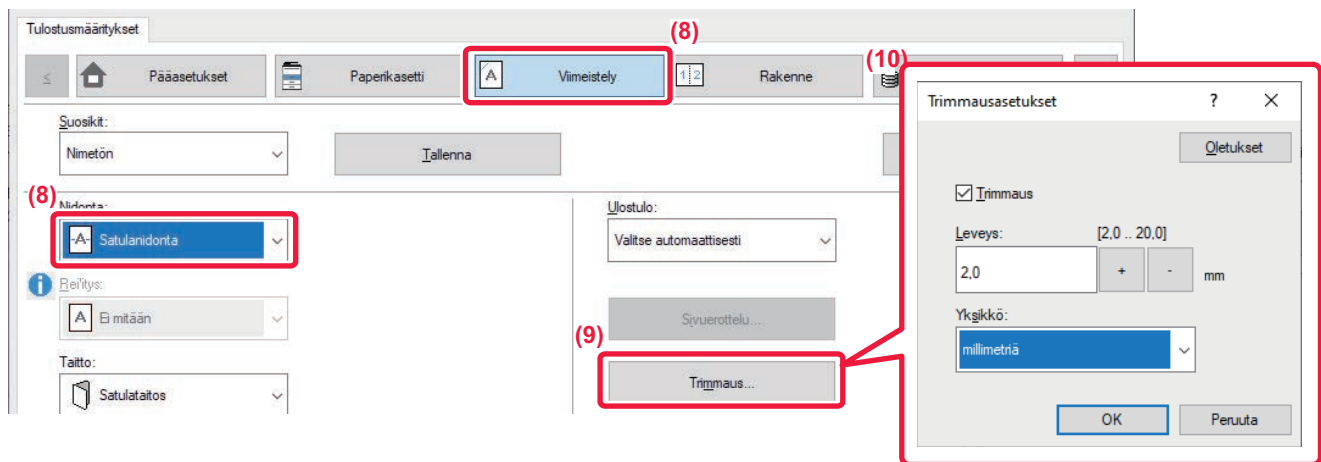 Tulostusmääritykset
(8)
< Pääasetukset Paperikasetti A Viimeistely 1 2 Rakenne
(10)
Suosikit:
Nimetön Tallenna
(8)
Nidonta: Ulostulo:
-A- Satulanidonta Valitse automaattisesti
i Rei'itys:
A Ei mitään Sivuerottelu...
(9)
Taitto:
Satulataitos Trimmaus...
Trimmausasetukset ? X
Oletukset
Trimmaus
Leveys: [2,0 .. 20,0]
2,0 + - mm
Yksikkö:
millimetriä
OK Peruuta